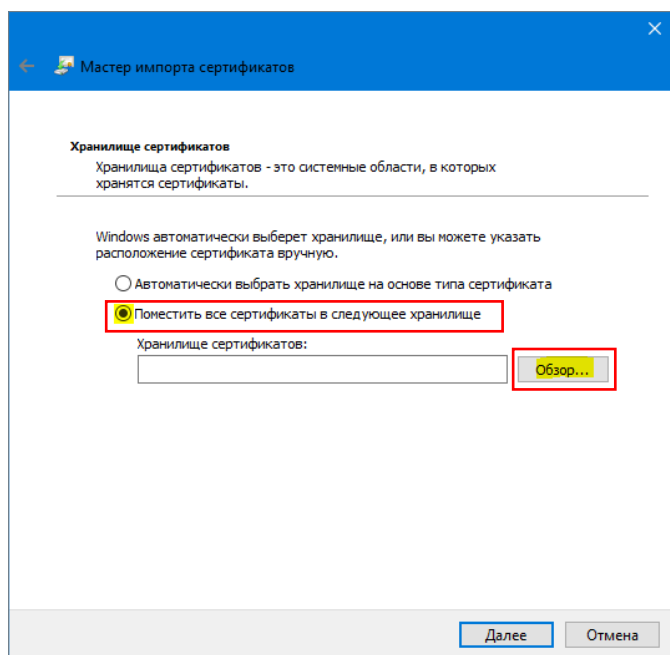 Мастер импорта сертификатов
Хранилище сертификатов
Хранилища сертификатов - это системные области, в которых
хранятся сертификаты.
Windows автоматически выберет хранилище, или вы можете указать
расположение сертификата вручную.
Автоматически выбрать хранилище на основе типа сертификата
Поместить все сертификаты в следующее хранилище
Хранилище сертификатов:
Обзор...
Далее
Отмена